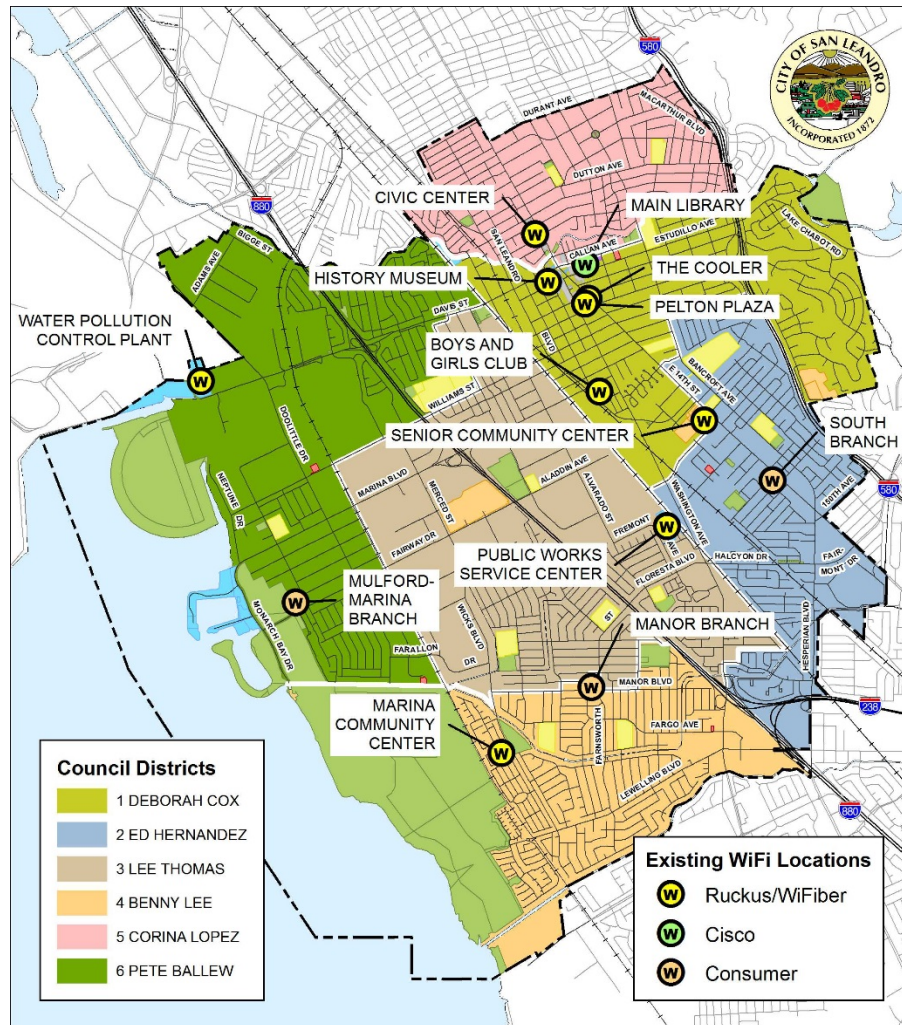 CITY OF SAN LEANDRO
INCORPORATED 1872
580
DURANT AVE
MACARTHUR BLVD
DUTTON AVE
CIVIC CENTER
MAIN LIBRARY
880
SAN LEANDRO
CALLAN AVE
ESTUDILLO AVE
LAKE CHABOT RD
BIGGE ST
ADAMS AVE
HISTORY MUSEUM
THE COOLER
PELTON PLAZA
DAVIS ST
WATER POLLUTION
CONTROL PLANT
BLVD
BOYS AND
GIRLS CLUB
BANCROFT AVE
E 14TH ST
WILLIAMS ST
SENIOR COMMUNITY CENTER
SOUTH
BRANCH
DOOLITTLE DR
MARINA BLVD
ALADDIN AVE
150TH AVE
580
NEPTUNE DR
MERCED ST
ALVARADO ST
WASHINGTON AVE
FAIRWAY DR
FREMONT
AVE
HALCYON DR
FAIR-
MONT DR
PUBLIC WORKS
SERVICE CENTER
FLORESTA BLVD
MULFORD-
MARINA
BRANCH
MONARCH BAY DR
WICKS BLVD
ST
MANOR BRANCH
HESPERIAN BLVD
FARALLON
DR
MANOR BLVD
238
MARINA
COMMUNITY
CENTER
FARNSWORTH
FARGO AVE
LEWELLING BLVD
880
Council Districts
1 DEBORAH COX
2 ED HERNANDEZ
3 LEE THOMAS
4 BENNY LEE
5 CORINA LOPEZ
6 PETE BALLEW
Existing WiFi Locations
W Ruckus/WiFiber
W Cisco
W Consumer